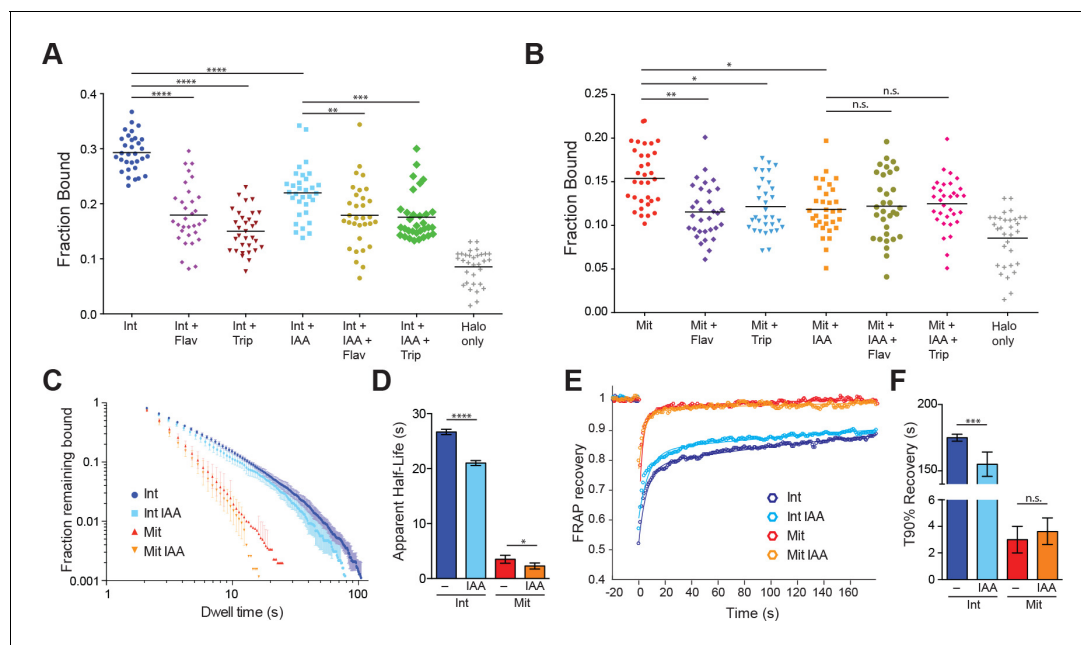 A
B
****
****
****
***
**
Fraction Bound
0.4
0.3
0.2
0.1
0
Int
Int + Flav
Int + Trip
Int + IAA
Int + IAA + Flav
Int + IAA + Trip
Halo only
*
*
**
n.s.
n.s.
Fraction Bound
0.25
0.20
0.15
0.10
0.05
0.00
Mit
Mit + Flav
Mit + Trip
Mit + IAA
Mit + IAA + Flav
Mit + IAA + Trip
Halo only
C
Fraction remaining bound
1
0.1
0.01
0.001
Int
Int IAA
Mit
Mit IAA
1
10
100
Dwell time (s)
D
Apparent Half-Life (s)
30
20
10
0
****
*
–
IAA
–
IAA
Int
Mit
E
FRAP recovery
1
0.9
0.8
0.7
0.6
0.5
0.4
Int
Int IAA
Mit
Mit IAA
-20 0 20 40 60 80 100 120 140 160
Time (s)
F
T90% Recovery (s)
200
150
6
4
2
0
***
n.s.
–
IAA
–
IAA
Int
Mit